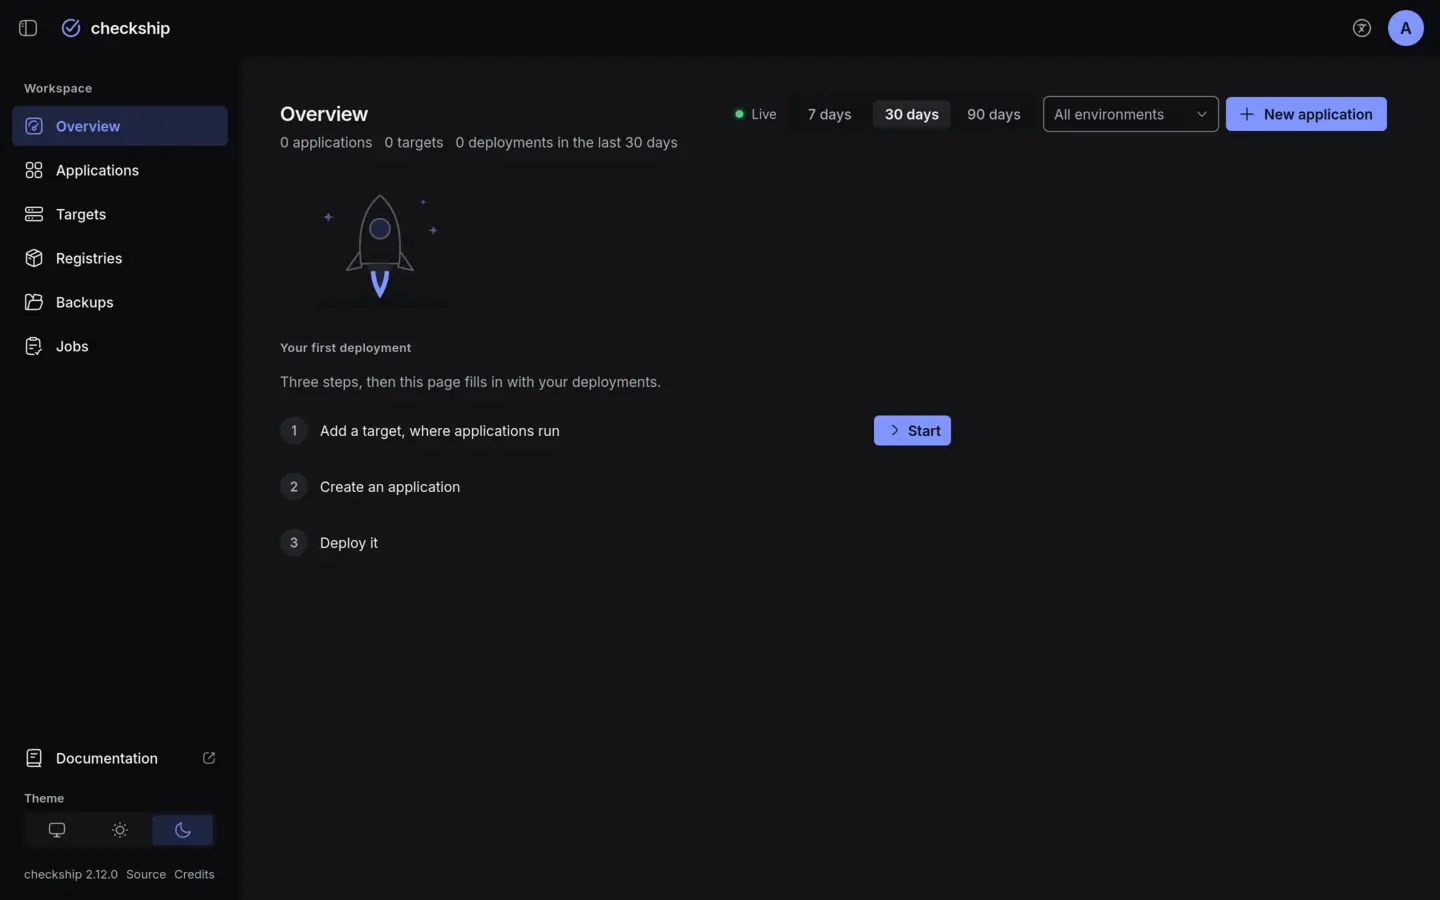 checkship
A
Workspace
Overview
Applications
Targets
Registries
Backups
Jobs
Documentation
Theme
checkship 2.12.0 Source Credits
Overview
0 applications 0 targets 0 deployments in the last 30 days
Live
7 days
30 days
90 days
All environments
New application
Your first deployment
Three steps, then this page fills in with your deployments.
1 Add a target, where applications run
Start
2 Create an application
3 Deploy it